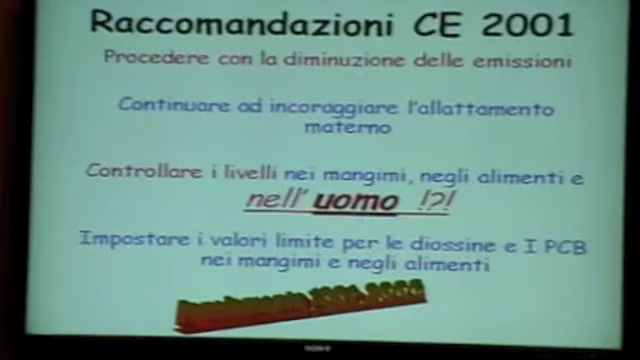 Raccomandazioni CE 2001
Procedere con la diminuzione delle emissioni
Continuare ad incoraggiare l'allattamento
materno
Controllare i livelli nei mangimi, negli alimenti e
nell' uomo !?!
Impostare i valori limite per le diossine e I PCB
nei mangimi e negli alimenti
SONY